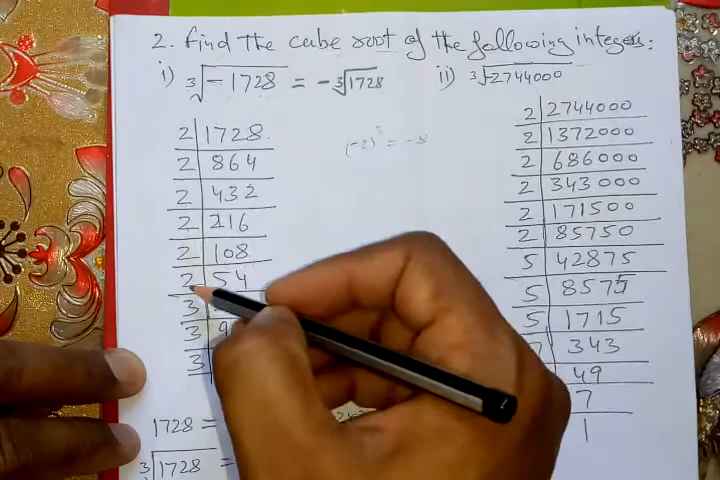 2. Find The cube root of the following integers:
i) ∛-1728 = -∛1728
ii) ∛-2744000
2 | 1728
2 | 864
2 | 432
2 | 216
2 | 108
2 | 54
3
3 | 9
3
(-2)³ = -8
2 | 2744000
2 | 1372000
2 | 686000
2 | 343000
2 | 171500
2 | 85750
5 | 42875
5 | 8575
5 | 1715
7 | 343
49
7
1
1728 =
∛1728 =